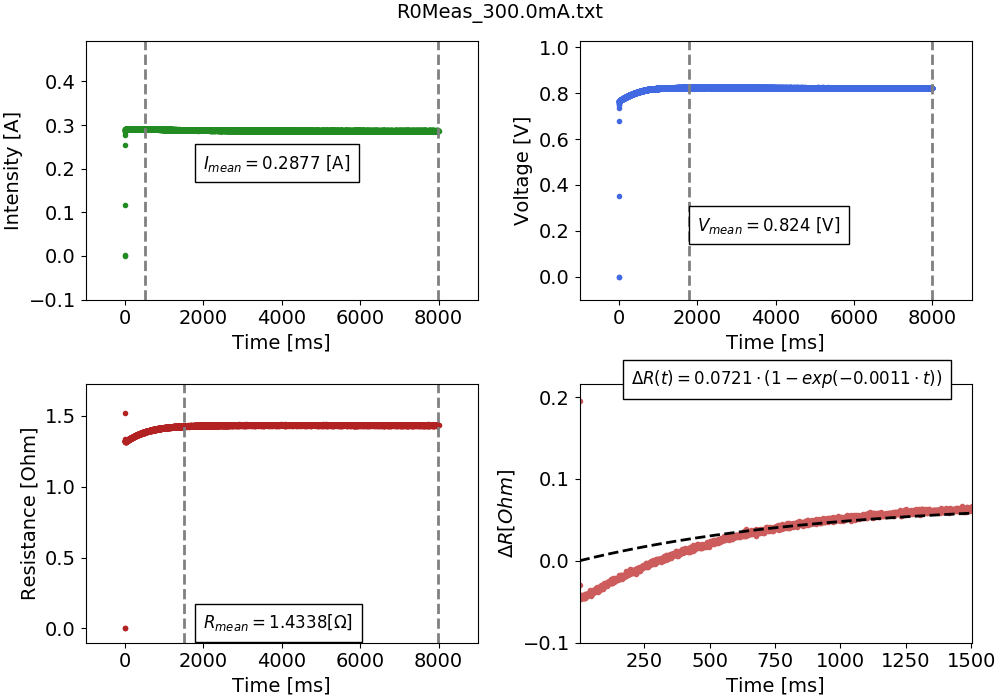 R0Meas_300.0mA.txt
Intensity [A]
0.4
0.3
0.2
0.1
0.0
−0.1
I_mean = 0.2877 [A]
0 2000 4000 6000 8000
Time [ms]
Voltage [V]
1.0
0.8
0.6
0.4
0.2
0.0
V_mean = 0.824 [V]
0 2000 4000 6000 8000
Time [ms]
Resistance [Ohm]
1.5
1.0
0.5
0.0
R_mean = 1.4338[Ω]
0 2000 4000 6000 8000
Time [ms]
ΔR(t) = 0.0721 · (1 − exp(−0.0011 · t))
ΔR[Ohm]
0.2
0.1
0.0
−0.1
250 500 750 1000 1250 1500
Time [ms]